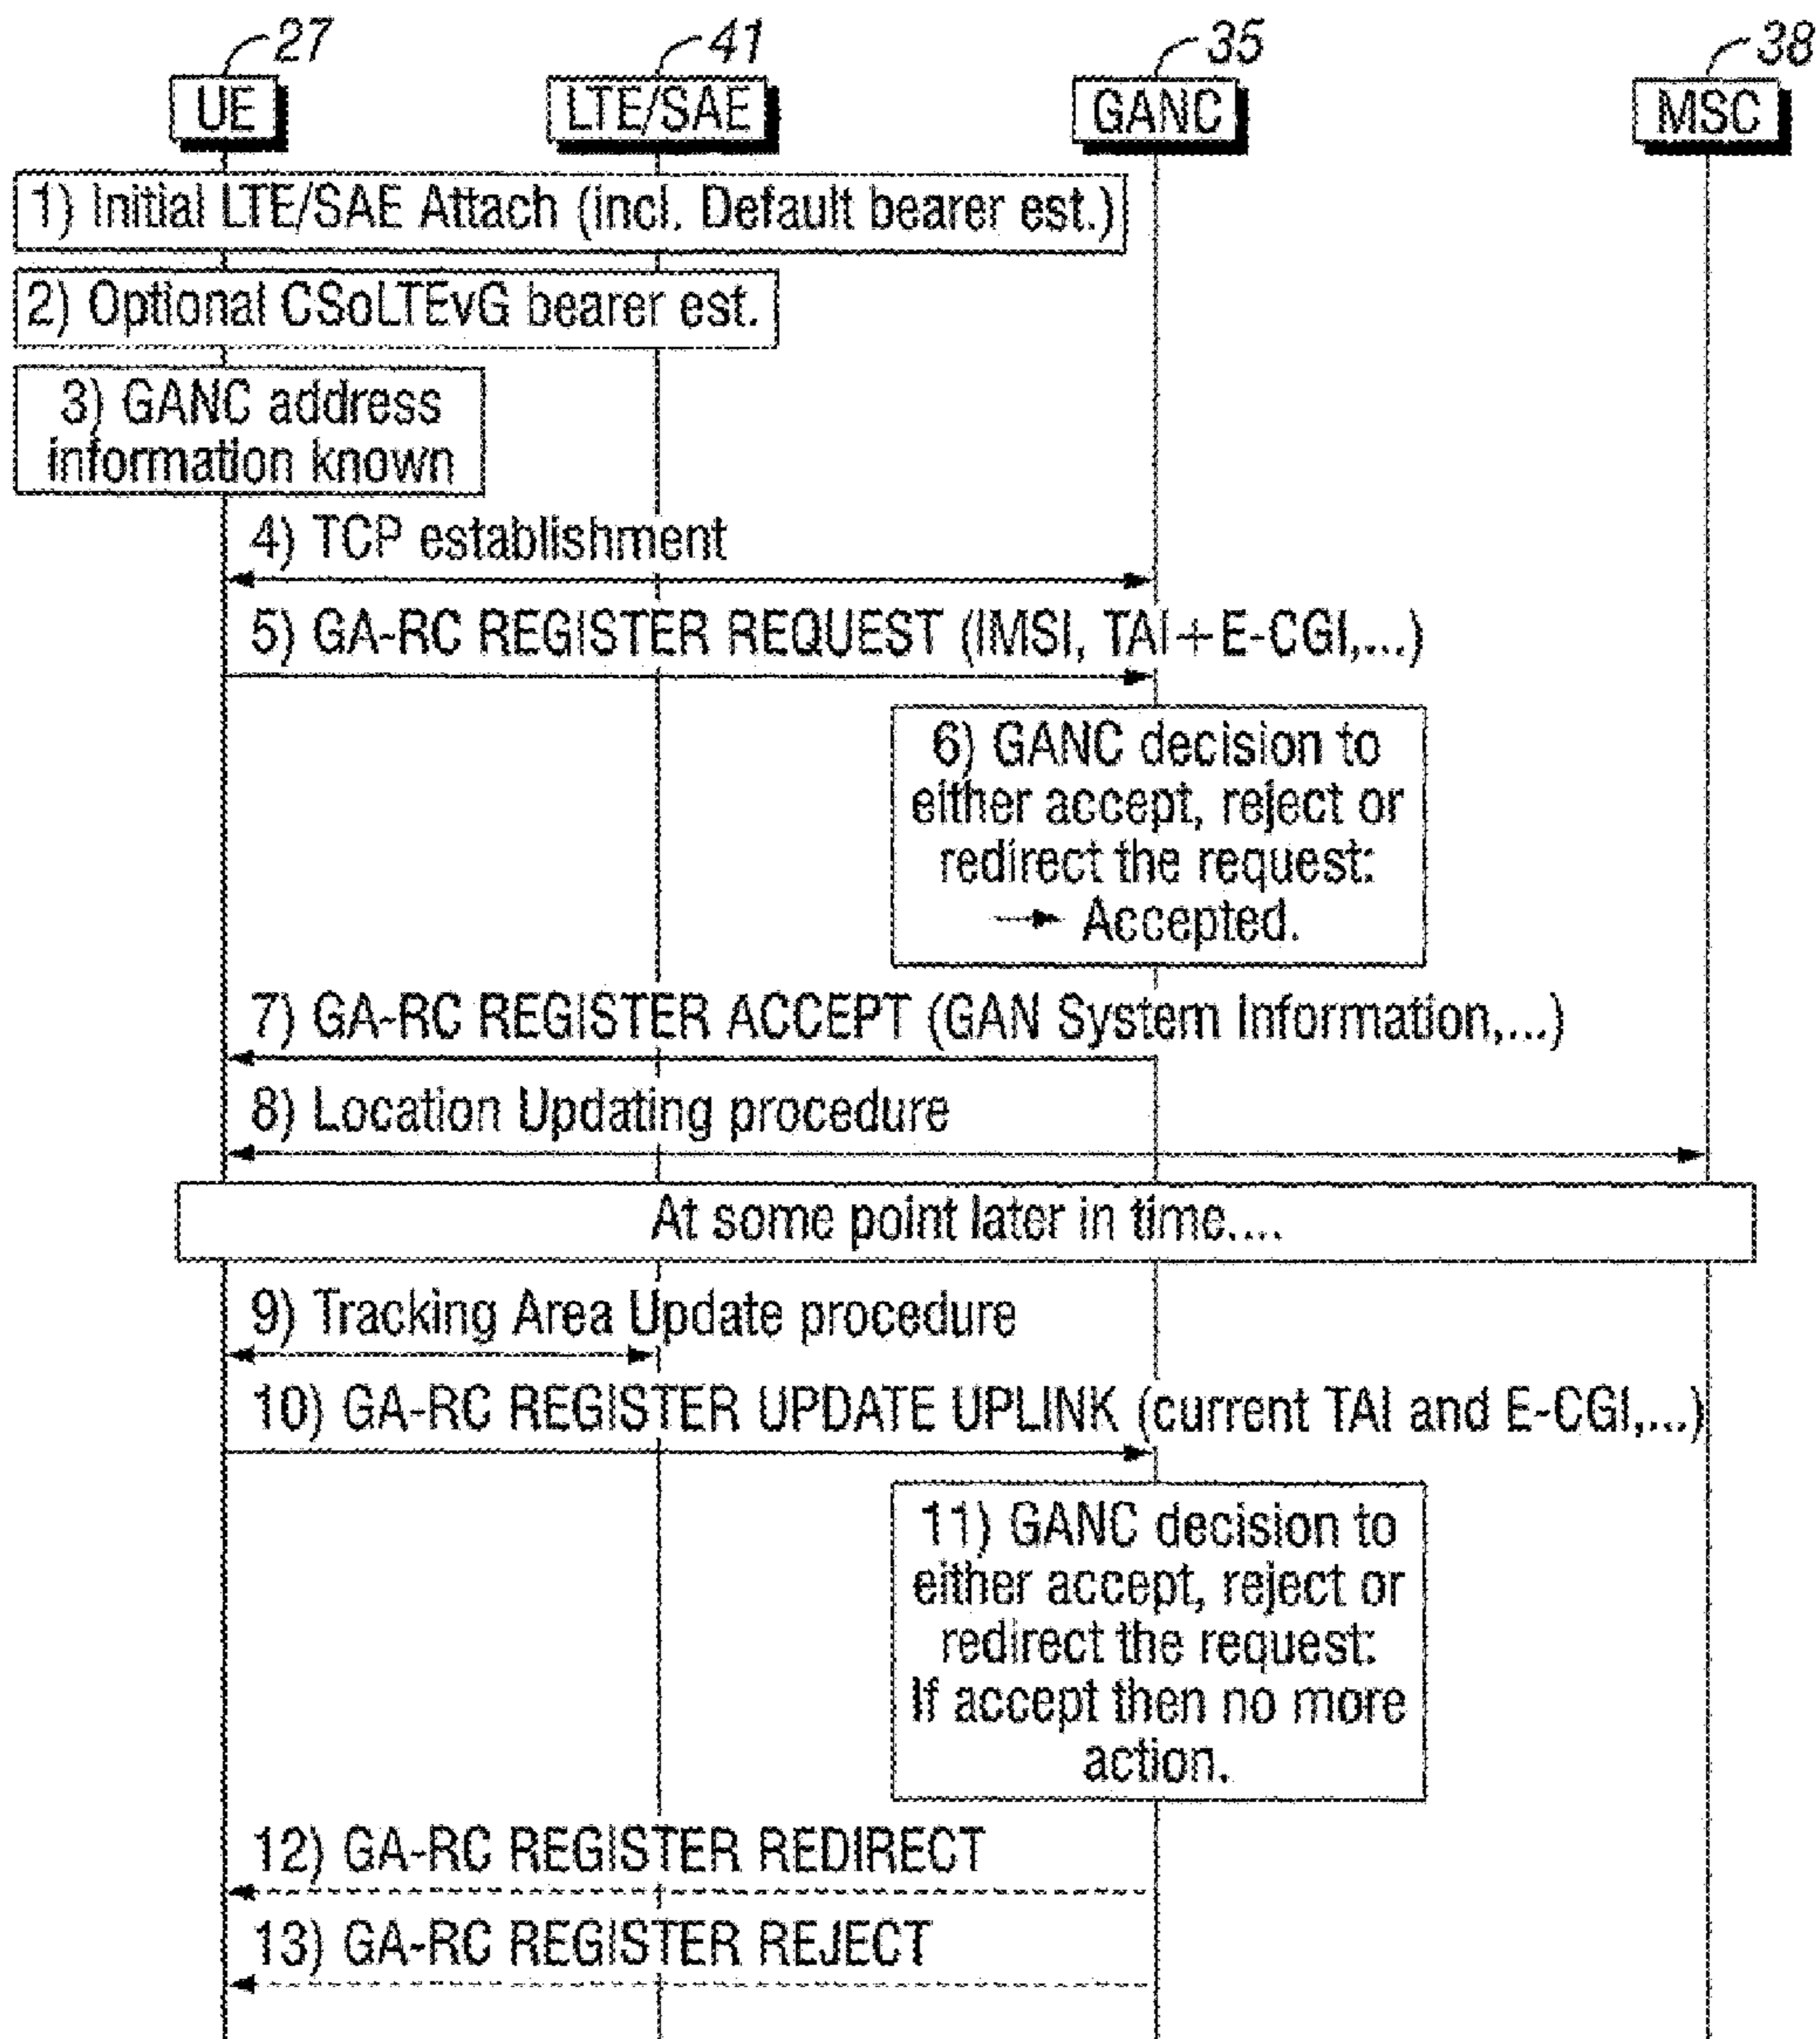 27 41 35 38
UE LTE/SAE GANC MSC
1) Initial LTE/SAE Attach (incl. Default bearer est.)
2) Optional CSoLTEvG bearer est.
3) GANC address
information known
4) TCP establishment
5) GA-RC REGISTER REQUEST (IMSI, TAI+E-CGI,...)
6) GANC decision to
either accept, reject or
redirect the request:
→ Accepted.
7) GA-RC REGISTER ACCEPT (GAN System Information,...)
8) Location Updating procedure
At some point later in time....
9) Tracking Area Update procedure
10) GA-RC REGISTER UPDATE UPLINK (current TAI and E-CGI,...)
11) GANC decision to
either accept, reject or
redirect the request:
If accept then no more
action.
12) GA-RC REGISTER REDIRECT
13) GA-RC REGISTER REJECT